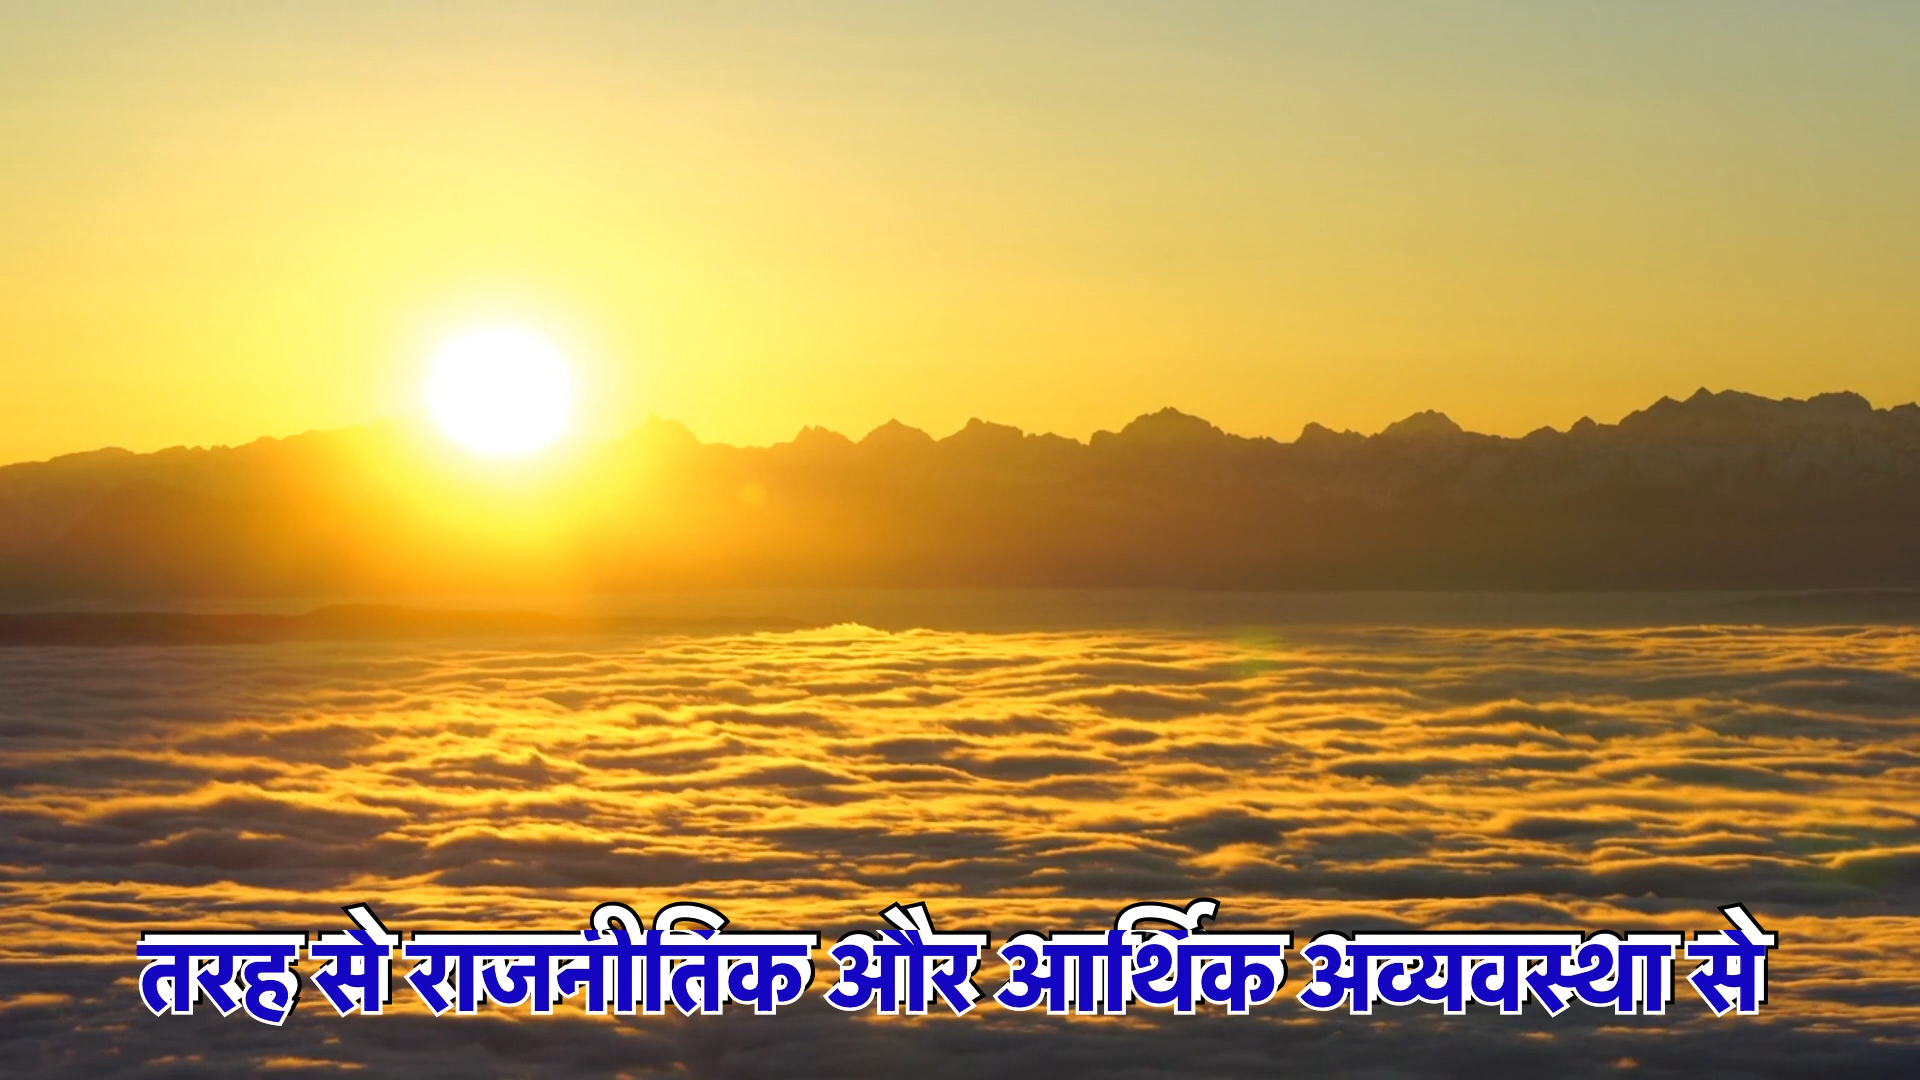 तरह से राजनीतिक और आर्थिक अव्यवस्था से